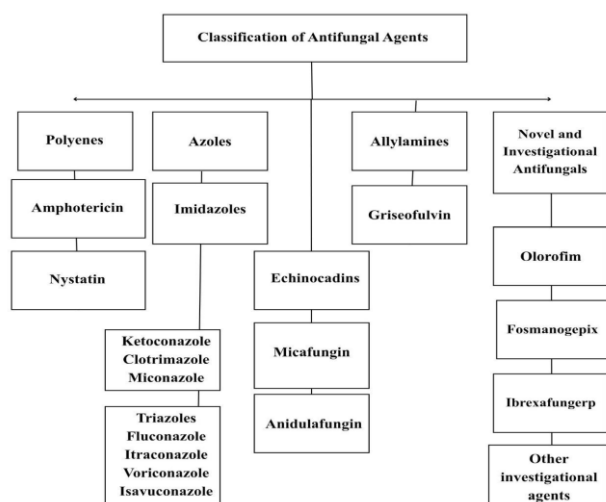 Classification of Antifungal Agents
Polyenes
Amphotericin
Nystatin
Azoles
Imidazoles
Ketoconazole
Clotrimazole
Miconazole
Triazoles
Fluconazole
Itraconazole
Voriconazole
Isavuconazole
Echinocadins
Micafungin
Anidulafungin
Allylamines
Griseofulvin
Novel and
Investigational
Antifungals
Olorofim
Fosmanogepix
Ibrexafungerp
Other
investigational
agents